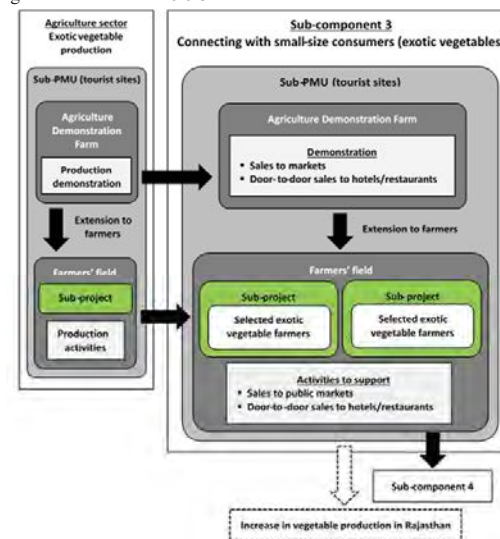 Agriculture sector
Exotic vegetable
production
Sub-PMU (tourist sites)
Agriculture
Demonstration
Farm
Production
demonstration
Extension to
farmers
Farmers' field
Sub-project
Production
activities
Sub-component 3
Connecting with small-size consumers (exotic vegetables
Sub-PMU (tourist sites)
Agriculture Demonstration Farm
Demonstration
▪ Sales to markets
▪ Door-to-door sales to hotels/restaurants
Extension to farmers
Farmers' field
Sub-project
Selected exotic
vegetable farmers
Sub- project
Selected exotic
vegetable farmers
Activities to support
▪ Sales to public markets
▪ Door-to-door sales to hotels/restaurants
Sub-component 4
Increase in vegetable production in Rajasthan